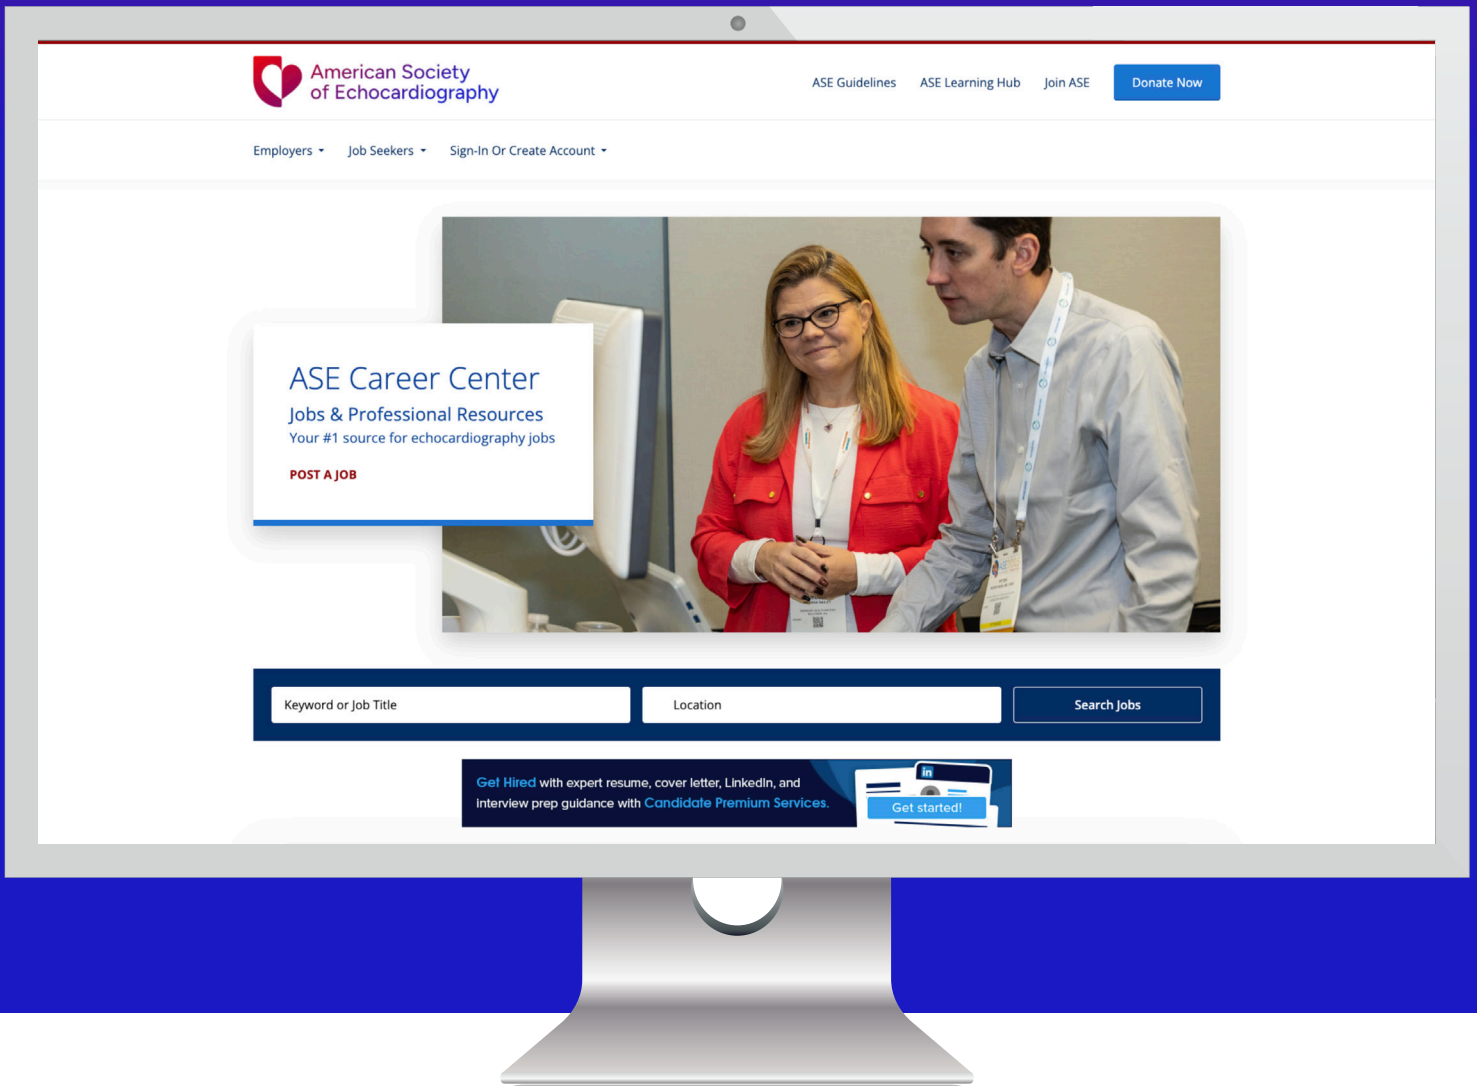 American Society
of Echocardiography
ASE Guidelines
ASE Learning Hub
Join ASE
Donate Now
Employers
Job Seekers
Sign-In Or Create Account
ASE Career Center
Jobs & Professional Resources
Your #1 source for echocardiography jobs
POST A JOB
Keyword or Job Title
Location
Search Jobs
Get Hired with expert resume, cover letter, LinkedIn, and
interview prep guidance with Candidate Premium Services.
in
Get started!